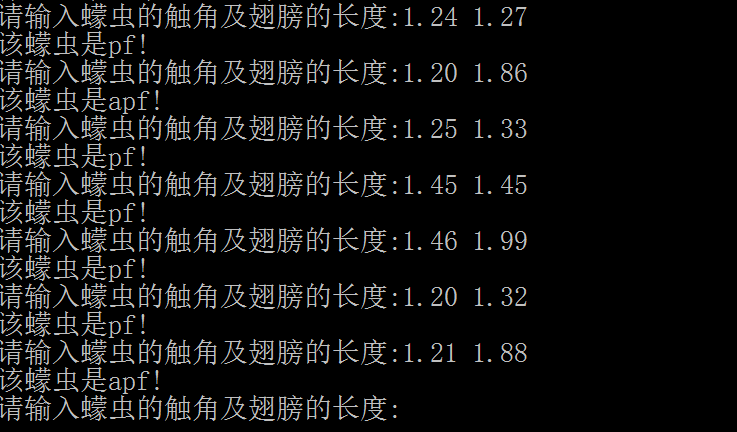 请输入蠓虫的触角及翅膀的长度:1.24 1.27
该蠓虫是pf!
请输入蠓虫的触角及翅膀的长度:1.20 1.86
该蠓虫是apf!
请输入蠓虫的触角及翅膀的长度:1.25 1.33
该蠓虫是pf!
请输入蠓虫的触角及翅膀的长度:1.45 1.45
该蠓虫是pf!
请输入蠓虫的触角及翅膀的长度:1.46 1.99
该蠓虫是pf!
请输入蠓虫的触角及翅膀的长度:1.20 1.32
该蠓虫是pf!
请输入蠓虫的触角及翅膀的长度:1.21 1.88
该蠓虫是apf!
请输入蠓虫的触角及翅膀的长度: